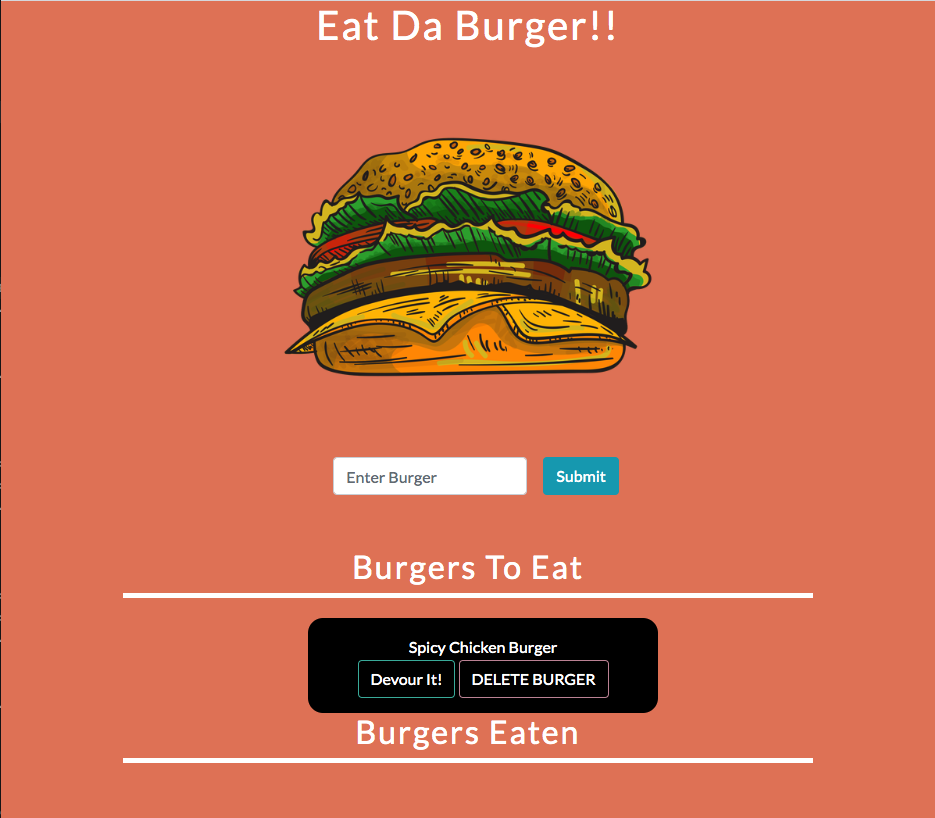 Eat Da Burger!!
Enter Burger Submit
Burgers To Eat
Spicy Chicken Burger
Devour It! DELETE BURGER
Burgers Eaten